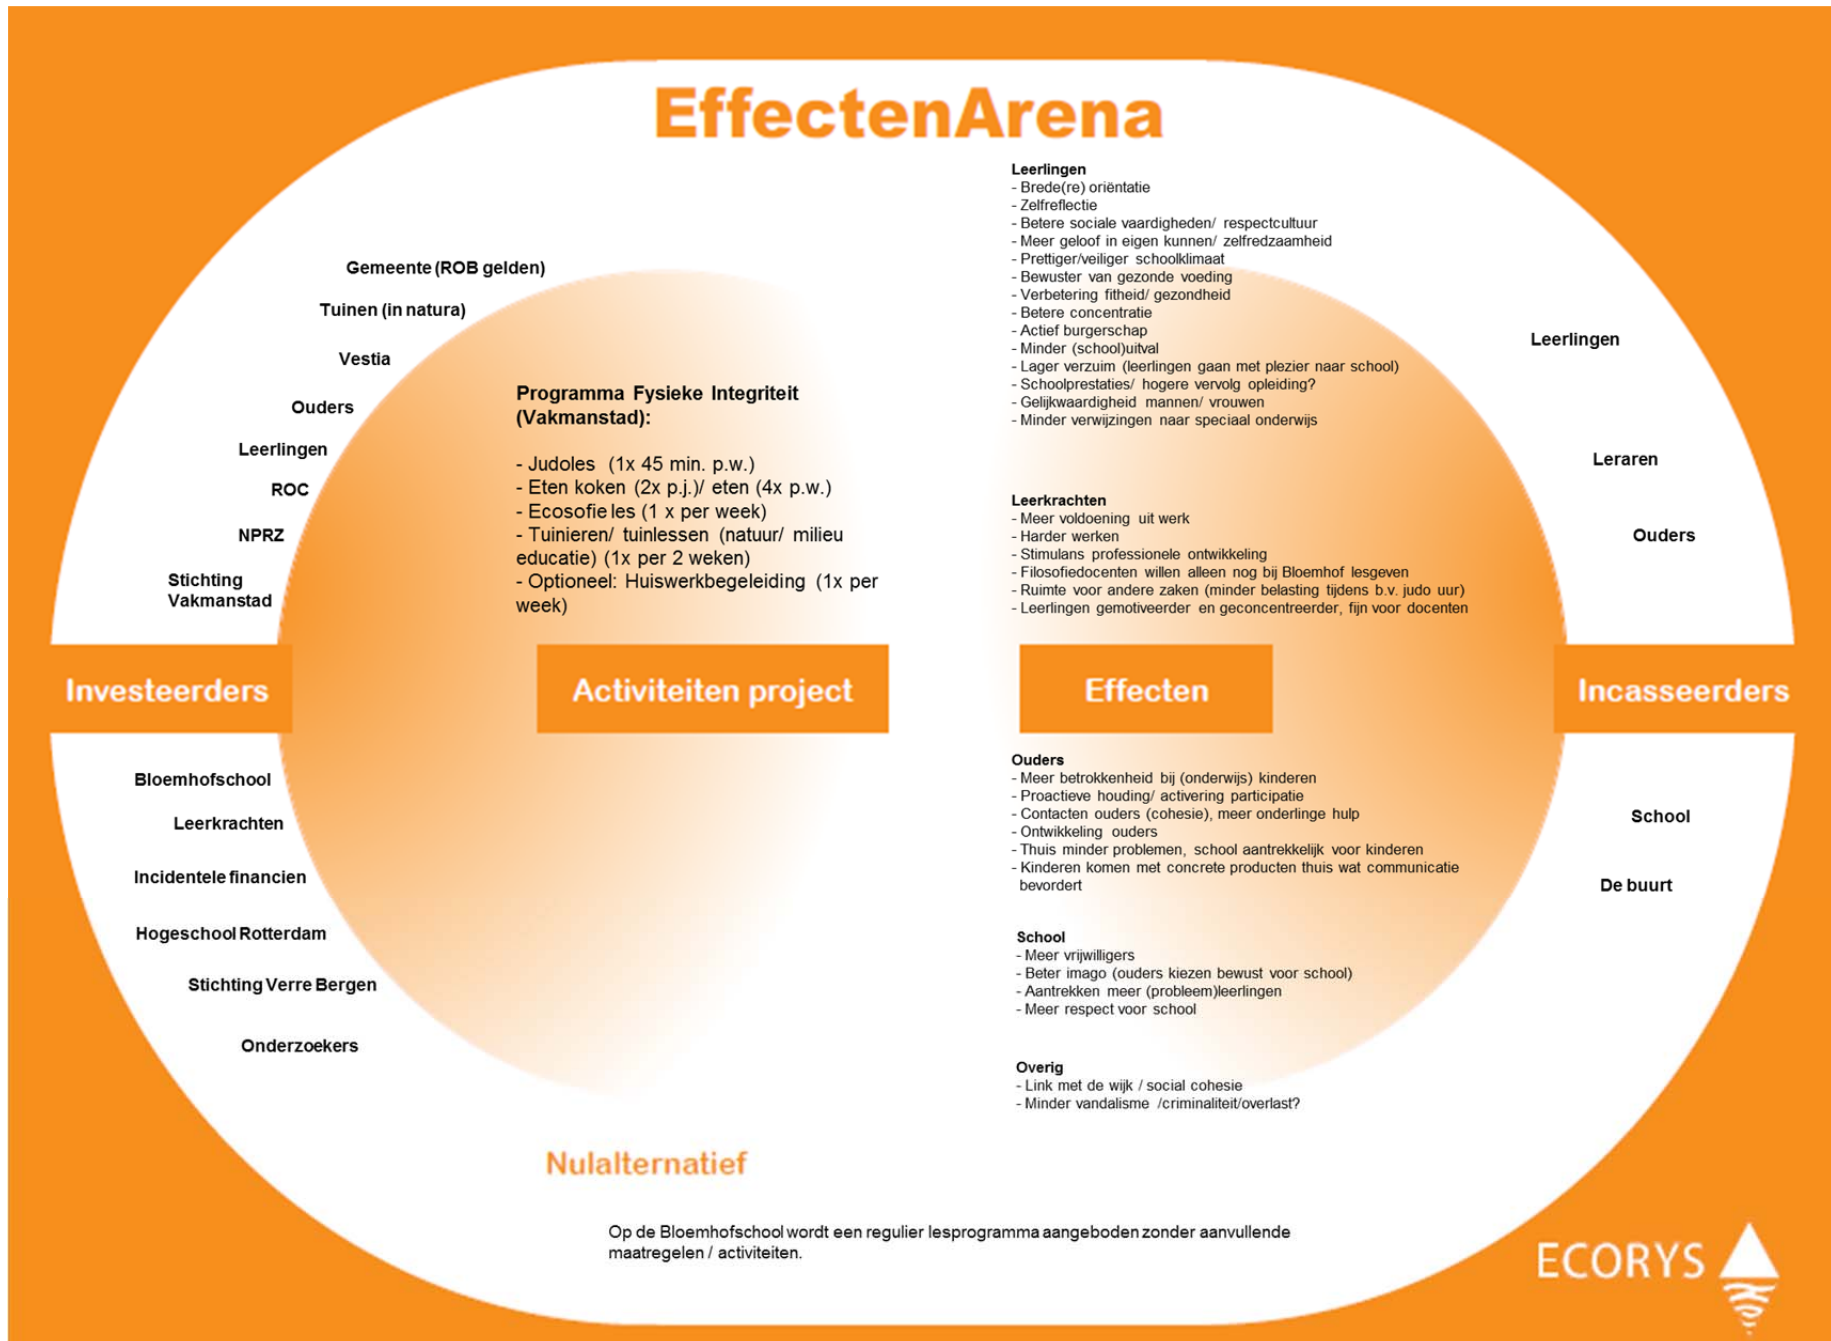 EffectenArena
Gemeente (ROB gelden)
Tuinen (in natura)
Vestia
Ouders
Leerlingen
ROC
NPRZ
Stichting
Vakmanstad
Investeerders
Bloemhofschool
Leerkrachten
Incidentele financien
Hogeschool Rotterdam
Stichting Verre Bergen
Onderzoekers
Programma Fysieke Integriteit
(Vakmanstad):
- Judoles (1x 45 min. p.w.)
- Eten koken (2x p.j.)/ eten (4x p.w.)
- Ecosofie les (1 x per week)
- Tuinieren/ tuinlessen (natuur/ milieu
educatie) (1x per 2 weken)
- Optioneel: Huiswerkbegeleiding (1x per
week)
Activiteiten project
Leerlingen
- Brede(re) oriëntatie
- Zelfreflectie
- Betere sociale vaardigheden/ respectcultuur
- Meer geloof in eigen kunnen/ zelfredzaamheid
- Prettiger/veiliger schoolklimaat
- Bewuster van gezonde voeding
- Verbetering fitheid/ gezondheid
- Betere concentratie
- Actief burgerschap
- Minder (school)uitval
- Lager verzuim (leerlingen gaan met plezier naar school)
- Schoolprestaties/ hogere vervolg opleiding?
- Gelijkwaardigheid mannen/ vrouwen
- Minder verwijzingen naar speciaal onderwijs
Leerkrachten
- Meer voldoening uit werk
- Harder werken
- Stimulans professionele ontwikkeling
- Filosofiedocenten willen alleen nog bij Bloemhof lesgeven
- Ruimte voor andere zaken (minder belasting tijdens b.v. judo uur)
- Leerlingen gemotiveerder en geconcentreerder, fijn voor docenten
Effecten
Ouders
- Meer betrokkenheid bij (onderwijs) kinderen
- Proactieve houding/ activering participatie
- Contacten ouders (cohesie), meer onderlinge hulp
- Ontwikkeling ouders
- Thuis minder problemen, school aantrekkelijk voor kinderen
- Kinderen komen met concrete producten thuis wat communicatie
bevordert
School
- Meer vrijwilligers
- Beter imago (ouders kiezen bewust voor school)
- Aantrekken meer (probleem)leerlingen
- Meer respect voor school
Overig
- Link met de wijk / social cohesie
- Minder vandalisme /criminaliteit/overlast?
Leerlingen
Leraren
Ouders
Incasseerders
School
De buurt
Nulalternatief
Op de Bloemhofschool wordt een regulier lesprogramma aangeboden zonder aanvullende
maatregelen / activiteiten.
ECORYS